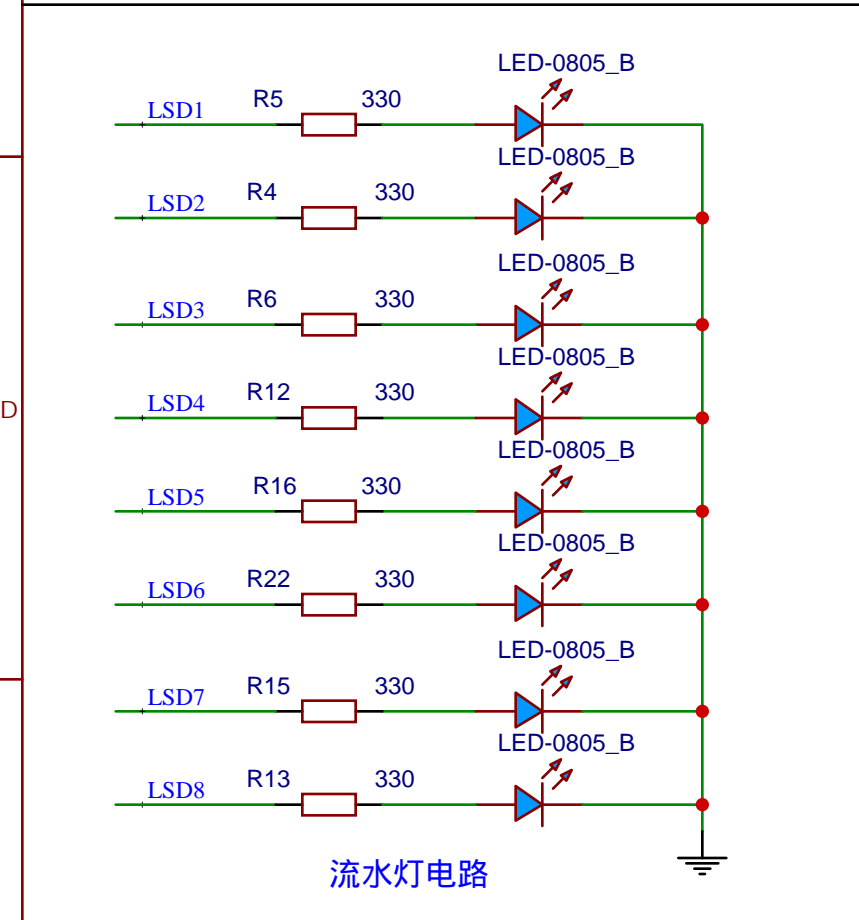 LED-0805_B
LSD1 R5 330
LED-0805_B
LSD2 R4 330
LED-0805_B
LSD3 R6 330
LED-0805_B
LSD4 R12 330
LED-0805_B
LSD5 R16 330
LED-0805_B
LSD6 R22 330
LED-0805_B
LSD7 R15 330
LED-0805_B
LSD8 R13 330
D
流水灯电路